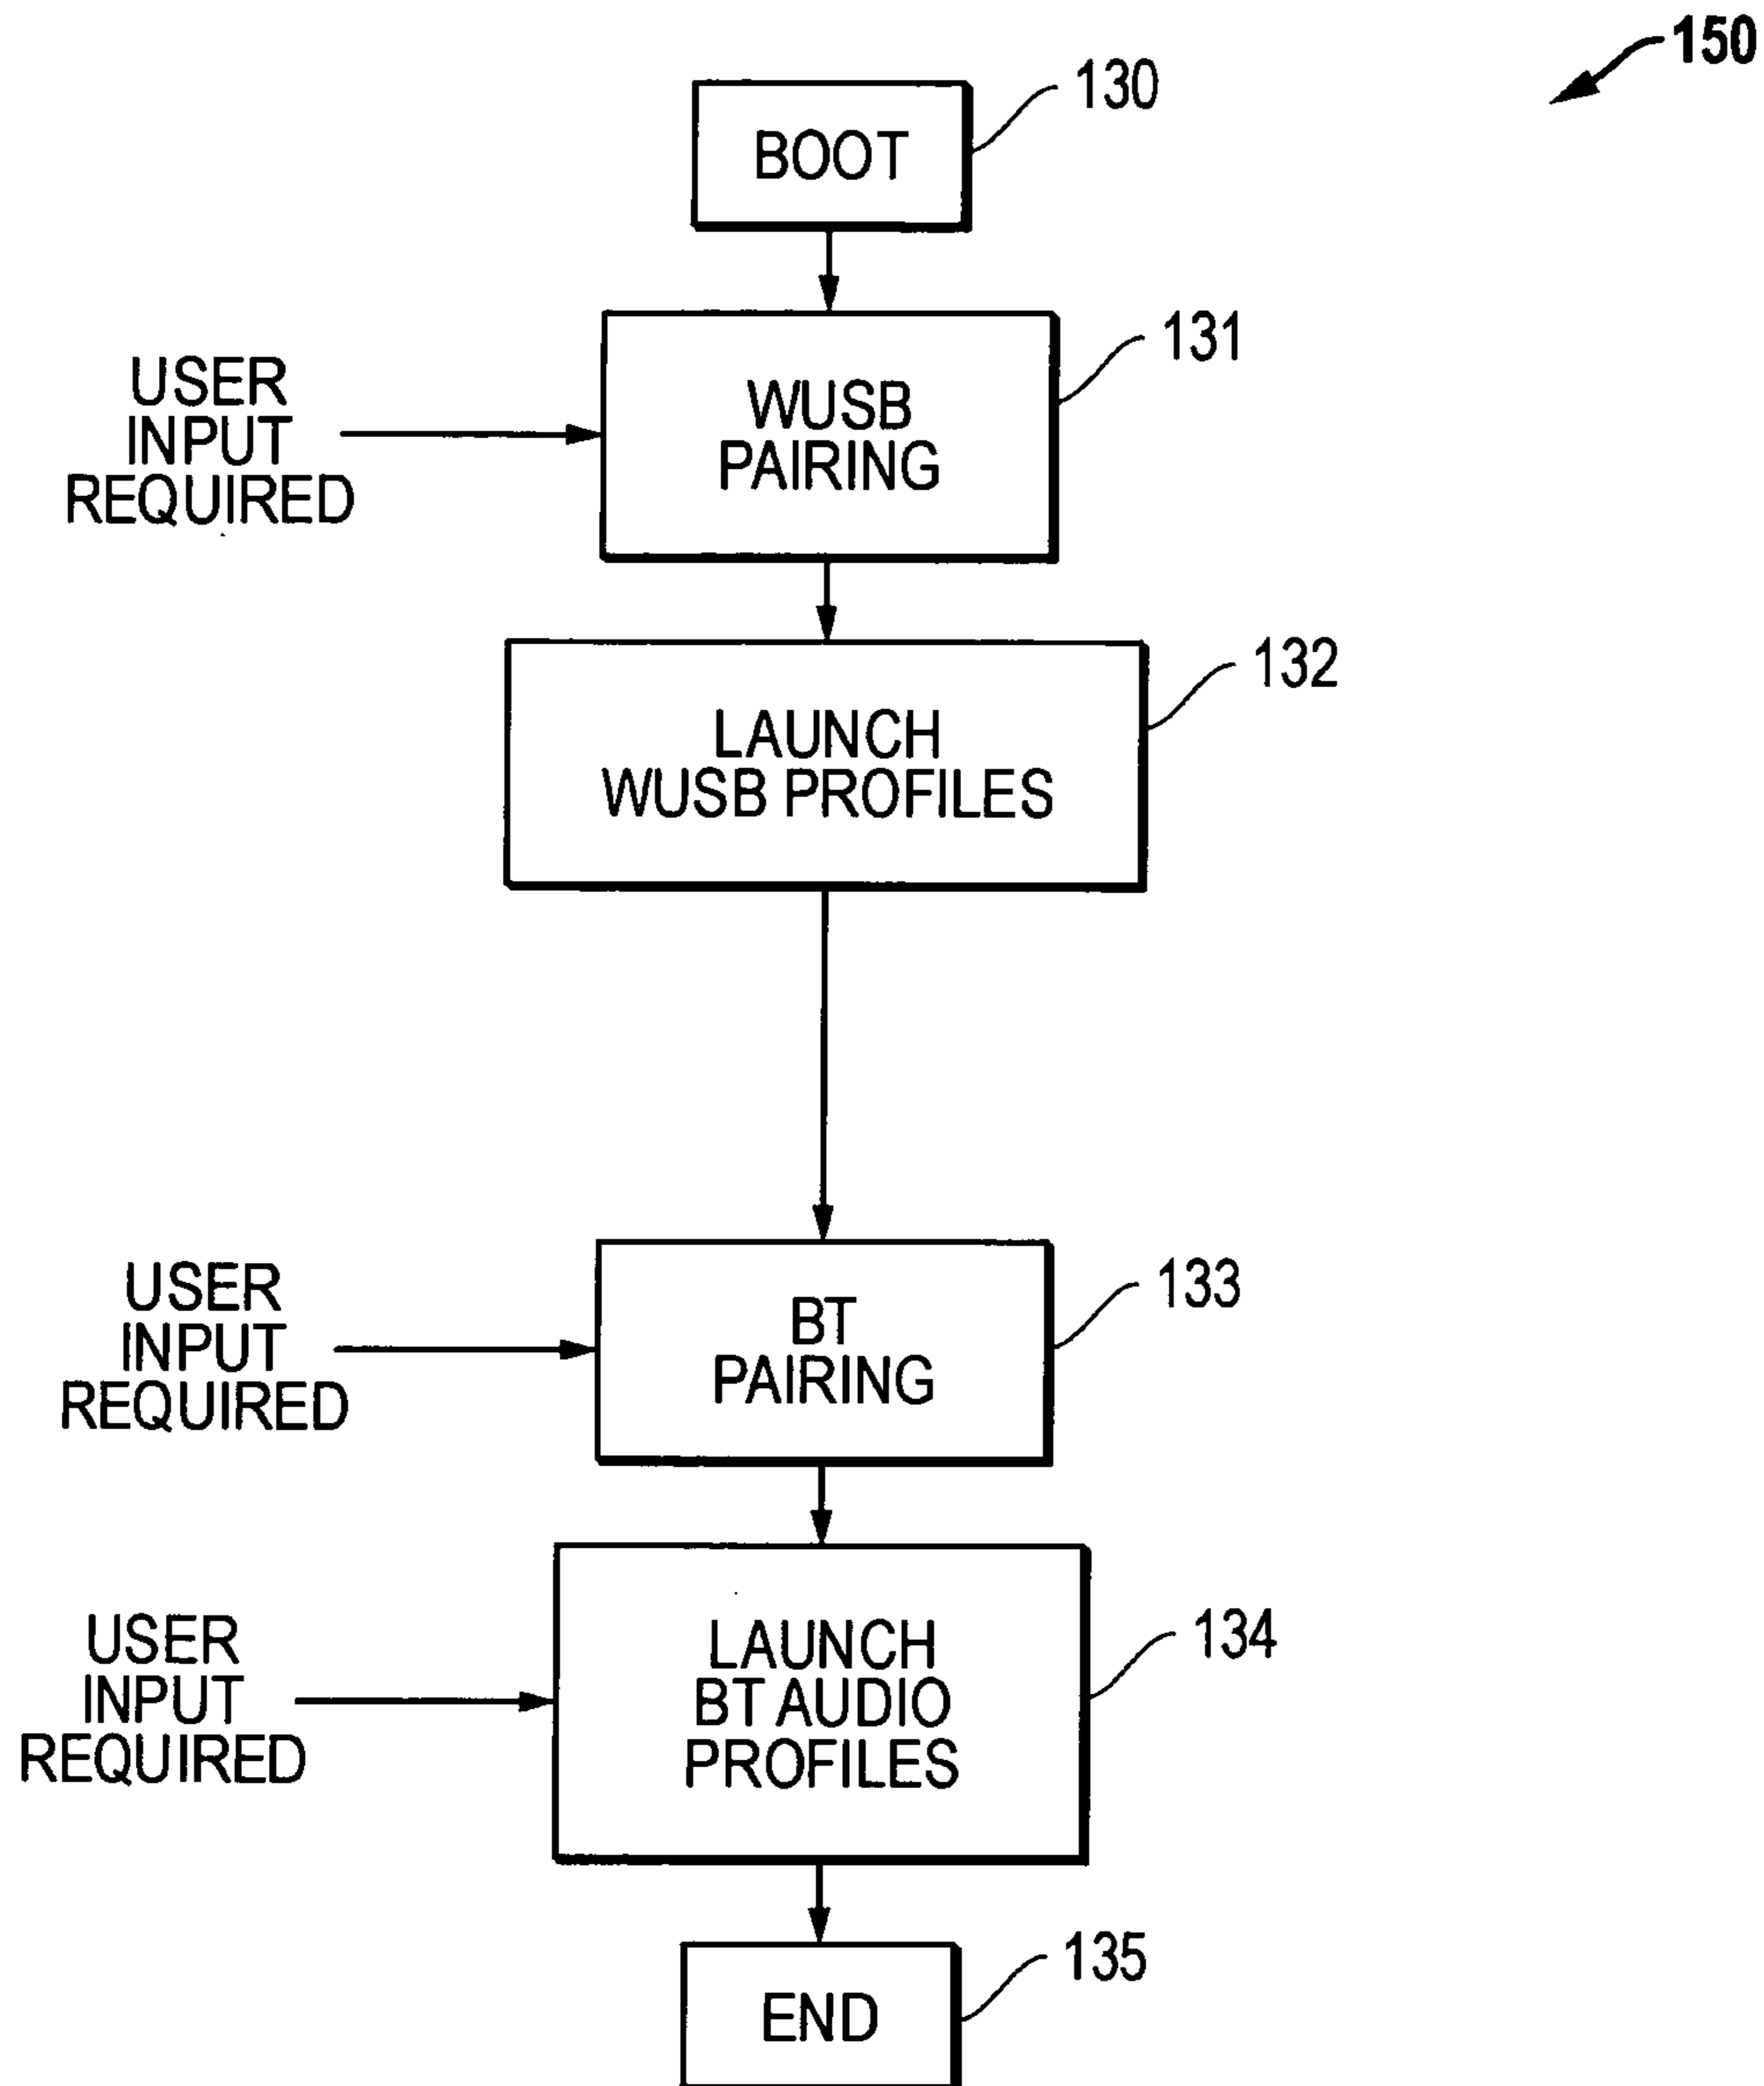 150
130
BOOT
131
USER
INPUT
REQUIRED
WUSB
PAIRING
132
LAUNCH
WUSB PROFILES
133
USER
INPUT
REQUIRED
BT
PAIRING
134
USER
INPUT
REQUIRED
LAUNCH
BT AUDIO
PROFILES
135
END